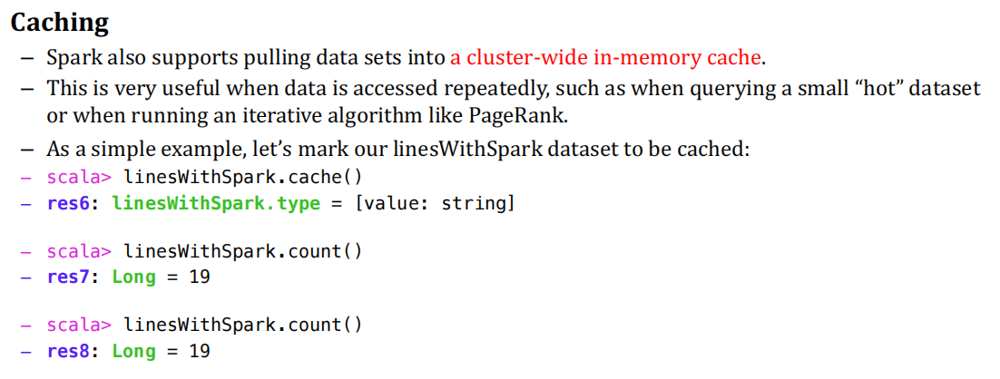 Caching
– Spark also supports pulling data sets into a cluster-wide in-memory cache.
– This is very useful when data is accessed repeatedly, such as when querying a small “hot” dataset
or when running an iterative algorithm like PageRank.
– As a simple example, let’s mark our linesWithSpark dataset to be cached:
– scala> linesWithSpark.cache()
– res6: linesWithSpark.type = [value: string]
– scala> linesWithSpark.count()
– res7: Long = 19
– scala> linesWithSpark.count()
– res8: Long = 19